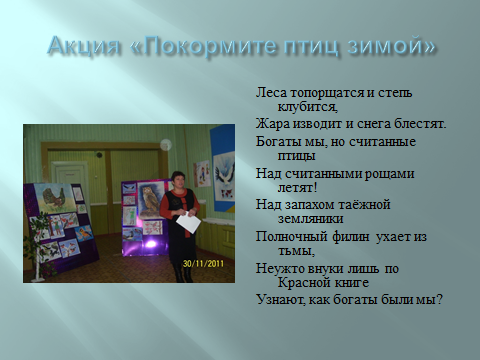 Акция «Покормите птиц зимой»
Леса топорщатся и степь
клубится,
Жара изводит и снега блестят.
Богаты мы, но считанные
птицы
Над считанными рощами
летят!
Над запахом таёжной
земляники
Полночный филин ухает из
тьмы,
Неужто внуки лишь по
Красной книге
Узнают, как богаты были мы?
30/11/2011